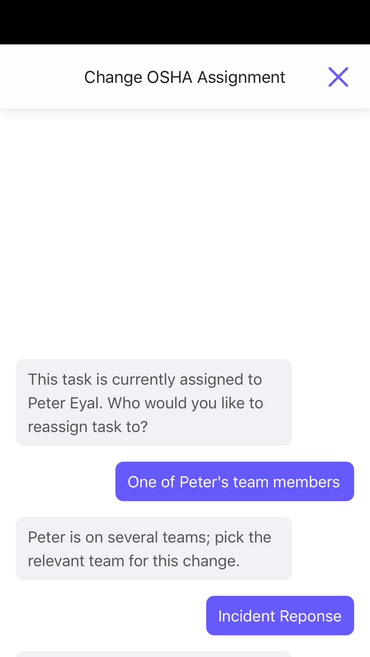 Change OSHA Assignment
This task is currently assigned to
Peter Eyal. Who would you like to
reassign task to?
One of Peter's team members
Peter is on several teams; pick the
relevant team for this change.
Incident Reponse